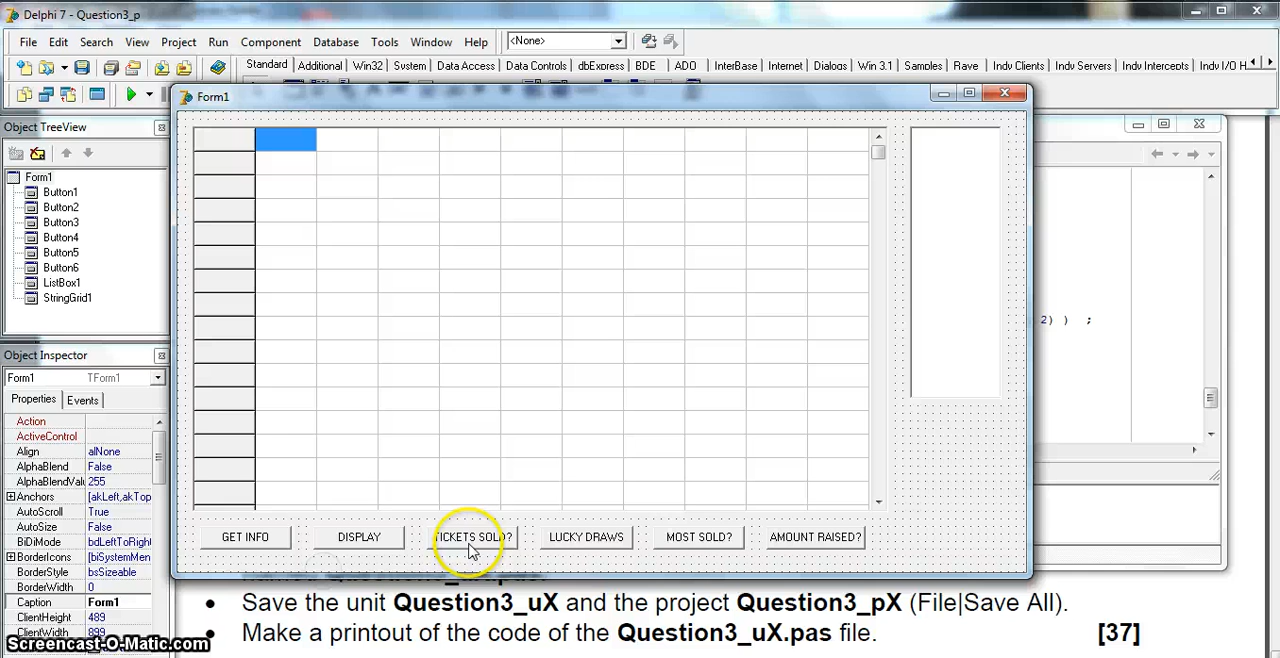 Delphi 7 - Question3_p
File Edit Search View Project Run Component Database Tools Window Help <None>
Standard Additional Win32 System Data Access Data Controls dbExpress BDE ADO InterBase Internet Dialogs Win 3.1 Samples Rave Indy Clients Indy Servers Indy Intercepts Indy I/O H
Form1
Object TreeView
Form1
Button1
Button2
Button3
Button4
Button5
Button6
ListBox1
StringGrid1
2) ) ;
Object Inspector
Form1 TForm1
Properties Events
Action
ActiveControl
Align alNone
AlphaBlend False
AlphaBlendValu 255
Anchors [akLeft,akTop
AutoScroll True
AutoSize False
BiDiMode bdLeftToRight
BorderIcons [biSystemMen
BorderStyle bsSizeable
BorderWidth 0
Caption Form1
ClientHeight 489
ClientWidth 899
GET INFO DISPLAY TICKETS SOLD? LUCKY DRAWS MOST SOLD? AMOUNT RAISED?
• Save the unit Question3_uX and the project Question3_pX (File|Save All).
• Make a printout of the code of the Question3_uX.pas file. [37]
Screencast-O-Matic.com